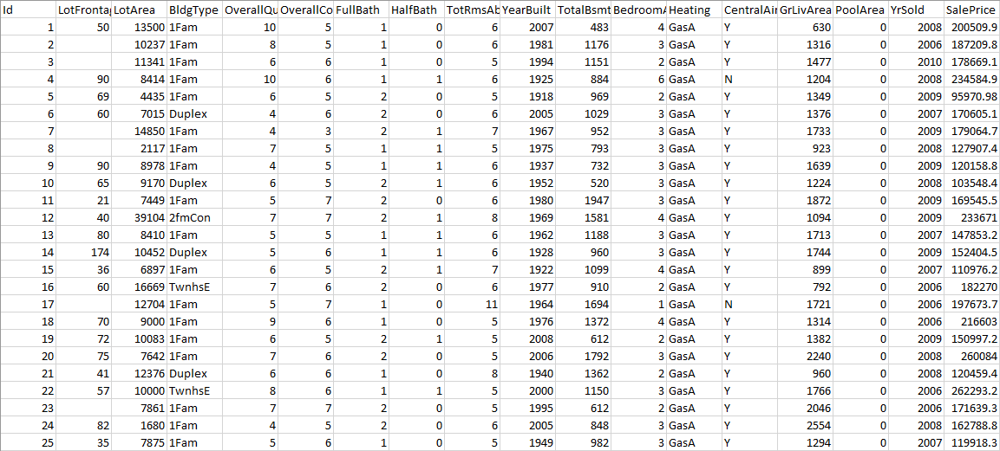 Id LotFrontag LotArea BldgType OverallQu OverallCo FullBath HalfBath TotRmsAb YearBuilt TotalBsmt BedroomA Heating CentralAir GrLivArea PoolArea YrSold SalePrice
1 50 13500 1Fam 10 5 1 0 6 2007 483 4 GasA Y 630 0 2008 200509.9
2 10237 1Fam 8 5 1 0 6 1981 1176 3 GasA Y 1316 0 2006 187209.8
3 11341 1Fam 6 6 1 0 5 1994 1151 2 GasA Y 1477 0 2010 178669.1
4 90 8414 1Fam 10 6 1 1 6 1925 884 6 GasA N 1204 0 2008 234584.9
5 69 4435 1Fam 6 5 2 0 5 1918 969 2 GasA Y 1349 0 2009 95970.98
6 60 7015 Duplex 4 6 2 0 6 2005 1029 3 GasA Y 1376 0 2007 170605.1
7 14850 1Fam 4 3 2 1 7 1967 952 3 GasA Y 1733 0 2009 179064.7
8 2117 1Fam 7 5 1 1 5 1975 793 3 GasA Y 923 0 2008 127907.4
9 90 8978 1Fam 4 5 1 1 6 1937 732 3 GasA Y 1639 0 2009 120158.8
10 65 9170 Duplex 6 5 2 1 6 1952 520 3 GasA Y 1224 0 2008 103548.4
11 21 7449 1Fam 5 7 2 0 6 1980 1947 3 GasA Y 1872 0 2009 169545.5
12 40 39104 2fmCon 7 7 2 1 8 1969 1581 4 GasA Y 1094 0 2009 233671
13 80 8410 1Fam 5 5 1 1 6 1962 1188 3 GasA Y 1713 0 2007 147853.2
14 174 10452 Duplex 5 6 1 1 6 1928 960 3 GasA Y 1744 0 2009 152404.5
15 36 6897 1Fam 6 5 2 1 7 1922 1099 4 GasA Y 899 0 2007 110976.2
16 60 16669 TwnhsE 7 6 2 0 6 1977 910 2 GasA Y 792 0 2006 182270
17 12704 1Fam 5 7 1 0 11 1964 1694 1 GasA N 1721 0 2006 197673.7
18 70 9000 1Fam 9 6 1 0 5 1976 1372 4 GasA Y 1314 0 2006 216603
19 72 10083 1Fam 6 5 2 1 5 2008 612 2 GasA Y 1382 0 2009 150997.2
20 75 7642 1Fam 7 6 2 0 5 2006 1792 3 GasA Y 2240 0 2008 260084
21 41 12376 Duplex 6 6 1 0 8 1940 1362 2 GasA Y 960 0 2008 120459.4
22 57 10000 TwnhsE 8 6 1 1 5 2000 1150 3 GasA Y 1766 0 2006 262293.2
23 7861 1Fam 7 7 2 0 5 1995 612 2 GasA Y 2046 0 2006 171639.3
24 82 1680 1Fam 4 5 2 0 6 2005 848 3 GasA Y 2554 0 2008 162788.8
25 35 7875 1Fam 5 6 1 0 5 1949 982 3 GasA Y 1294 0 2007 119918.3